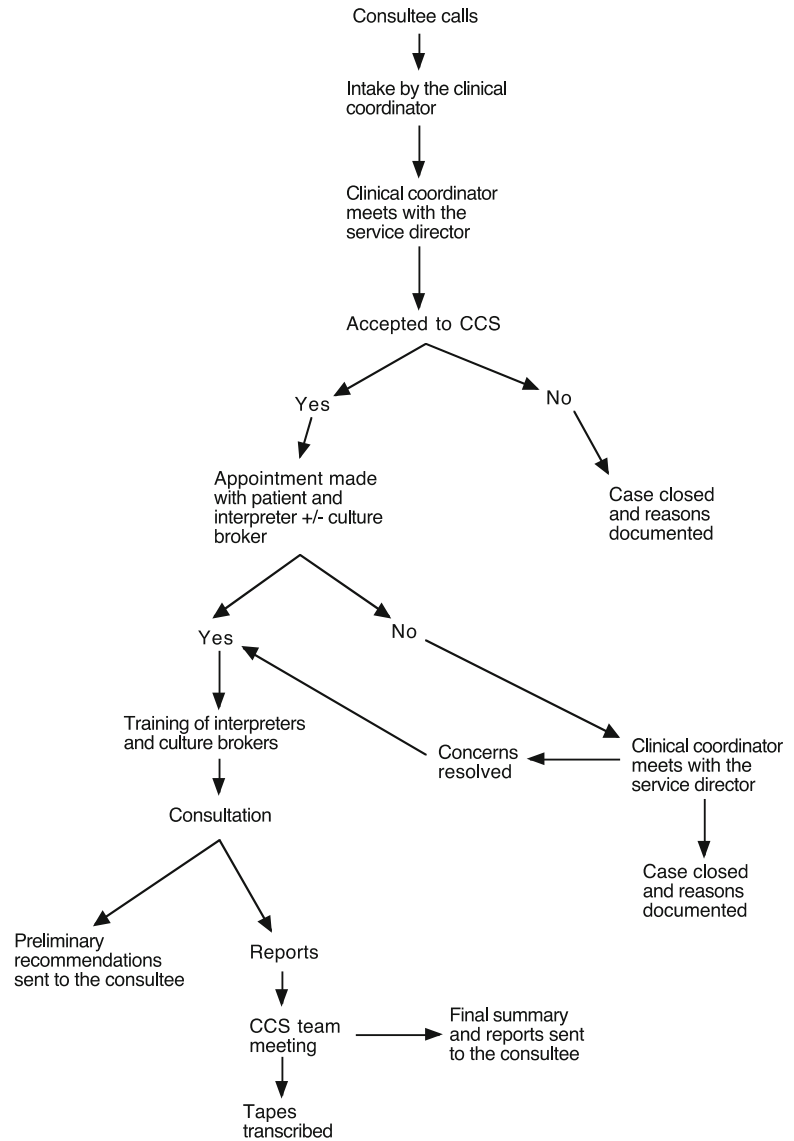 Consultee calls
Intake by the clinical
coordinator
Clinical coordinator
meets with the
service director
Accepted to CCS
Yes
No
Appointment made
with patient and
interpreter +/- culture
broker
Case closed
and reasons
documented
Yes
No
Training of interpreters
and culture brokers
Concerns
resolved
Clinical coordinator
meets with the
service director
Consultation
Case closed
and reasons
documented
Preliminary
recommendations
sent to the consultee
Reports
CCS team
meeting
Final summary
and reports sent
to the consultee
Tapes
transcribed